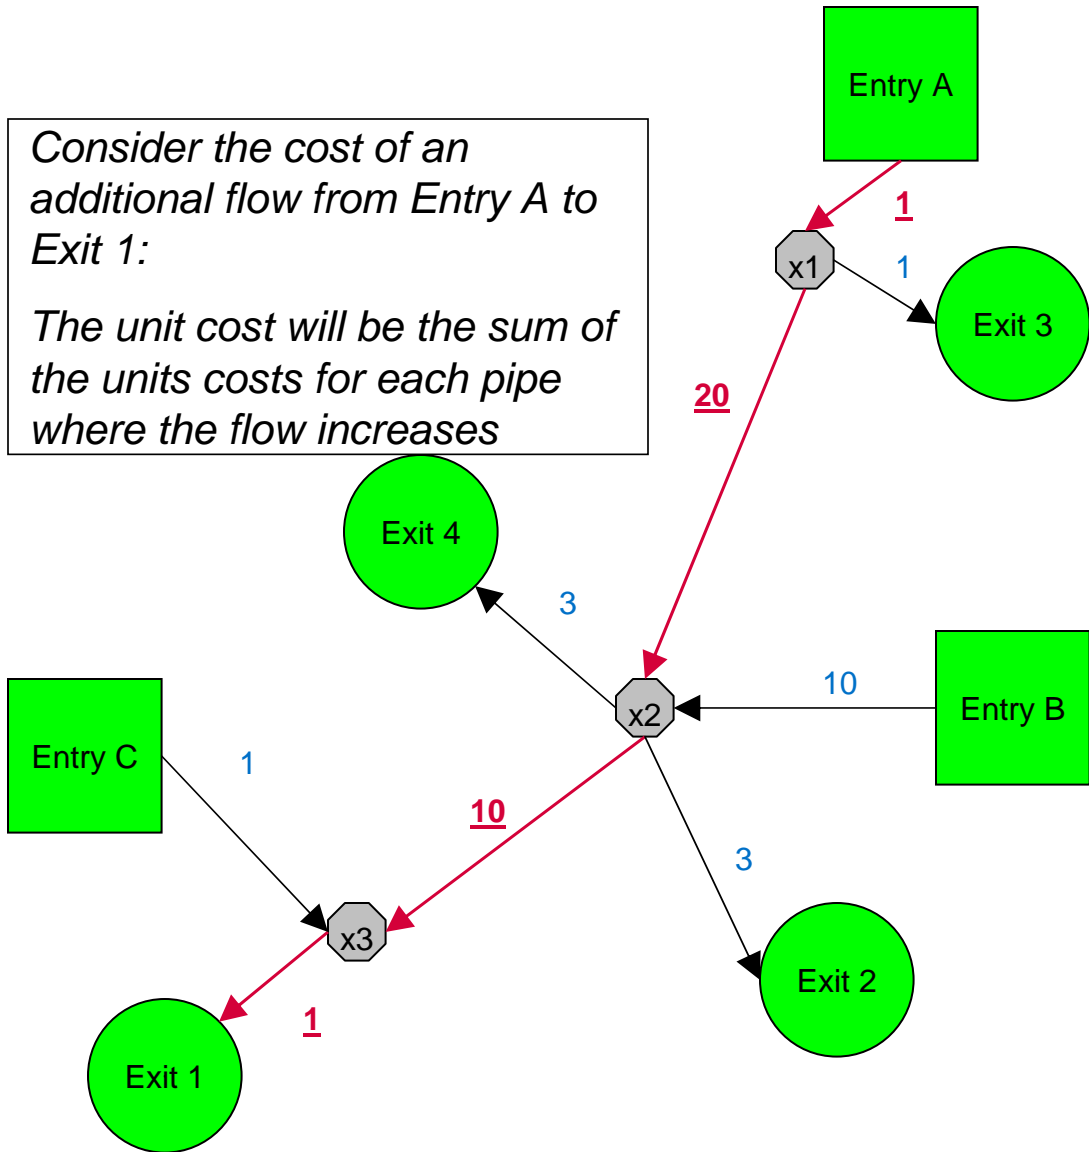 Entry A
Consider the cost of an
additional flow from Entry A to
Exit 1:
The unit cost will be the sum of
the units costs for each pipe
where the flow increases
1
x1
1
Exit 3
20
Exit 4
3
10
x2
Entry B
Entry C
1
10
3
x3
Exit 2
1
Exit 1